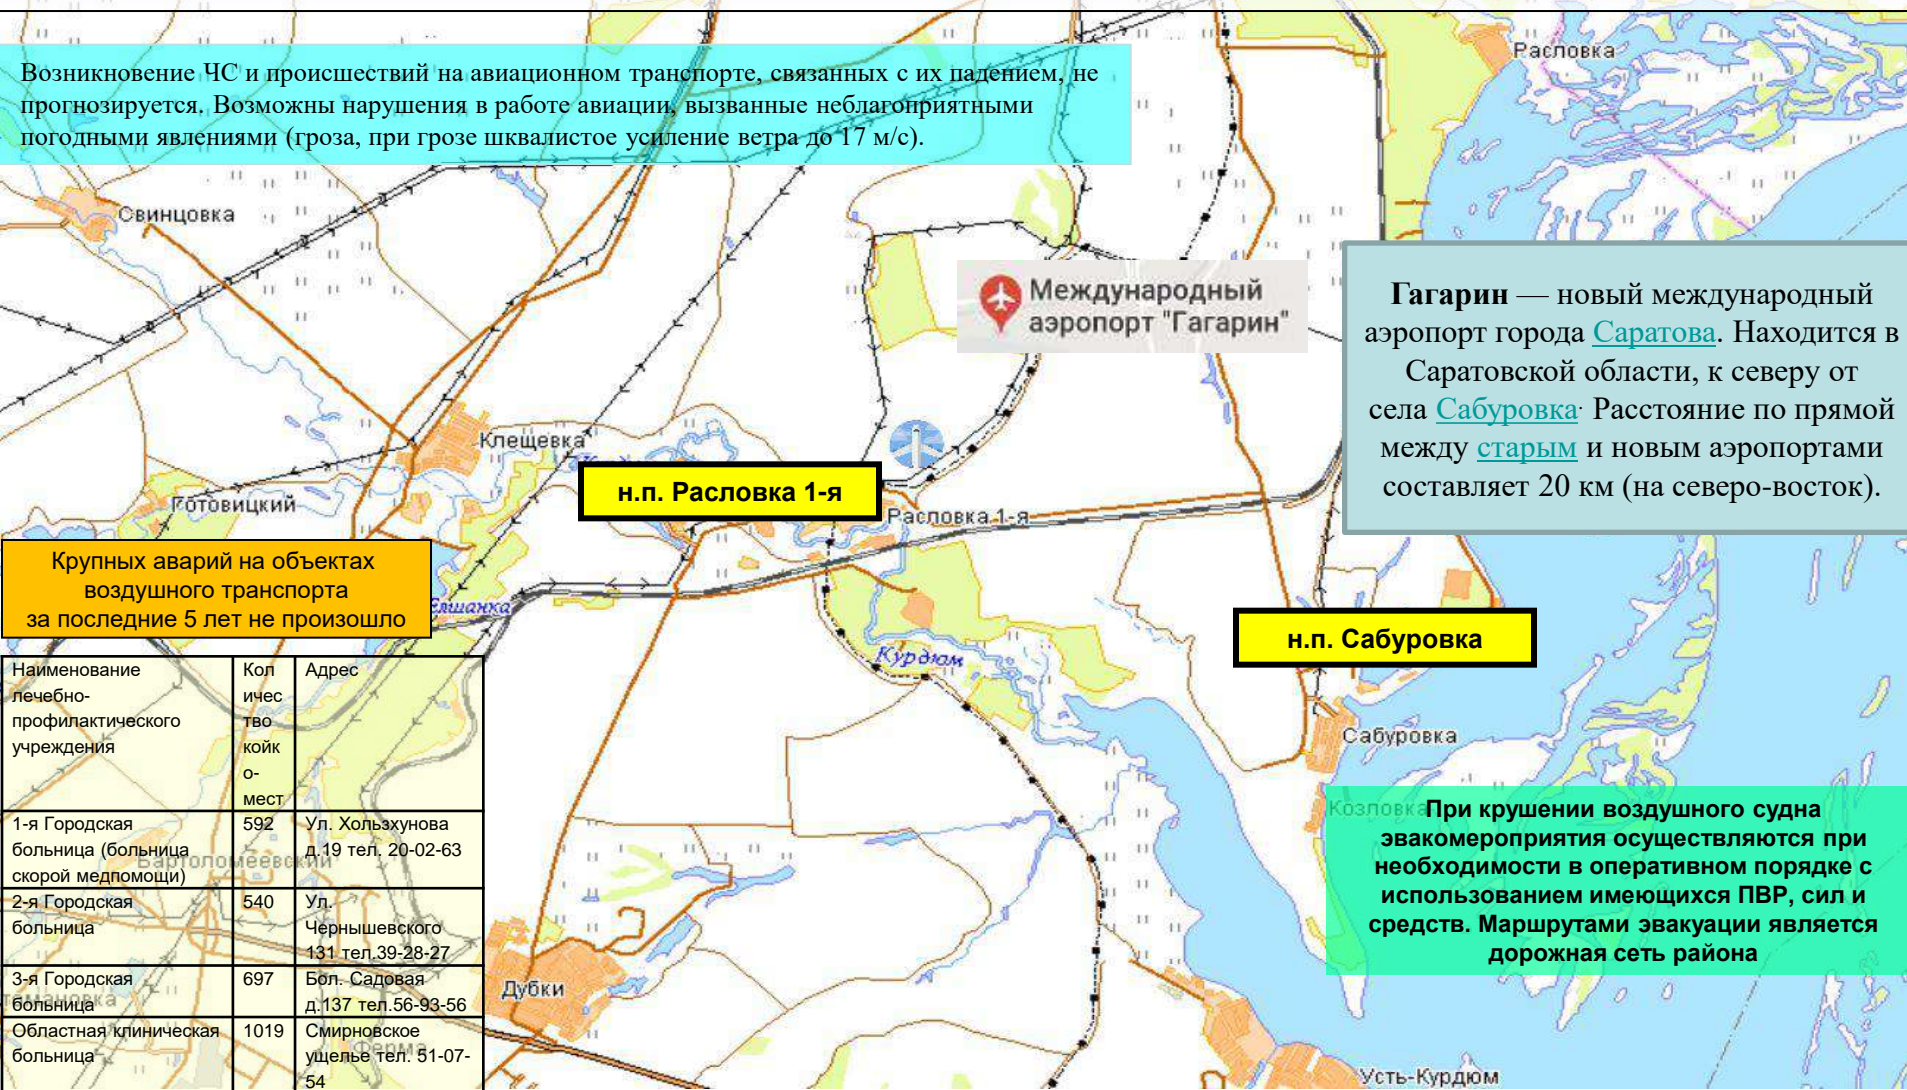 Расловка
Возникновение ЧС и происшествий на авиационном транспорте, связанных с их падением, не
прогнозируется. Возможны нарушения в работе авиации, вызванные неблагоприятными
погодными явлениями (гроза, при грозе шквалистое усиление ветра до 17 м/с).
Свинцовка
Международный
аэропорт "Гагарин"
Гагарин — новый международный
аэропорт города Саратова. Находится в
Саратовской области, к северу от
села Сабуровка. Расстояние по прямой
между старым и новым аэропортами
составляет 20 км (на северо-восток).
Клещевка
н.п. Расловка 1-я
Готовицкий
Расловка 1-я
Крупных аварий на объектах
воздушного транспорта
за последние 5 лет не произошло
Елшанка
н.п. Сабуровка
Курдюм
Сабуровка
Козловка
При крушении воздушного судна
эвакомероприятия осуществляются при
необходимости в оперативном порядке с
использованием имеющихся ПВР, сил и
средств. Маршрутами эвакуации является
дорожная сеть района
Наименование
лечебно-
профилактического
учреждения
Кол
ичес
тво
койк
о-
мест
Адрес
1-я Городская
больница (больница
скорой медпомощи)
592
Ул. Хользхунова
д.19 тел. 20-02-63
Вартоломеевский
2-я Городская
больница
540
Ул.
Чернышевского
131 тел.39-28-27
3-я Городская
больница
697
Бол. Садовая
д.137 тел.56-93-56
Областная клиническая
больница
1019
Смирновское
ущелье тел. 51-07-
54
Ферма
Дубки
Усть-Курдюм